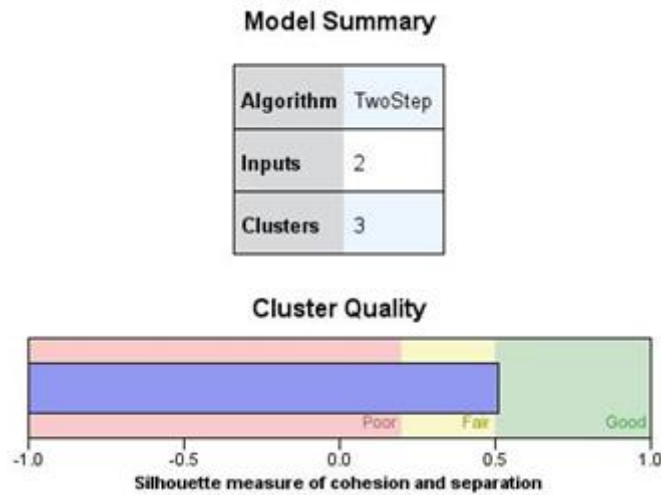 Model Summary
Algorithm TwoStep
Inputs 2
Clusters 3
Cluster Quality
Poor Fair Good
-1.0 -0.5 0.0 0.5 1.0
Silhouette measure of cohesion and separation